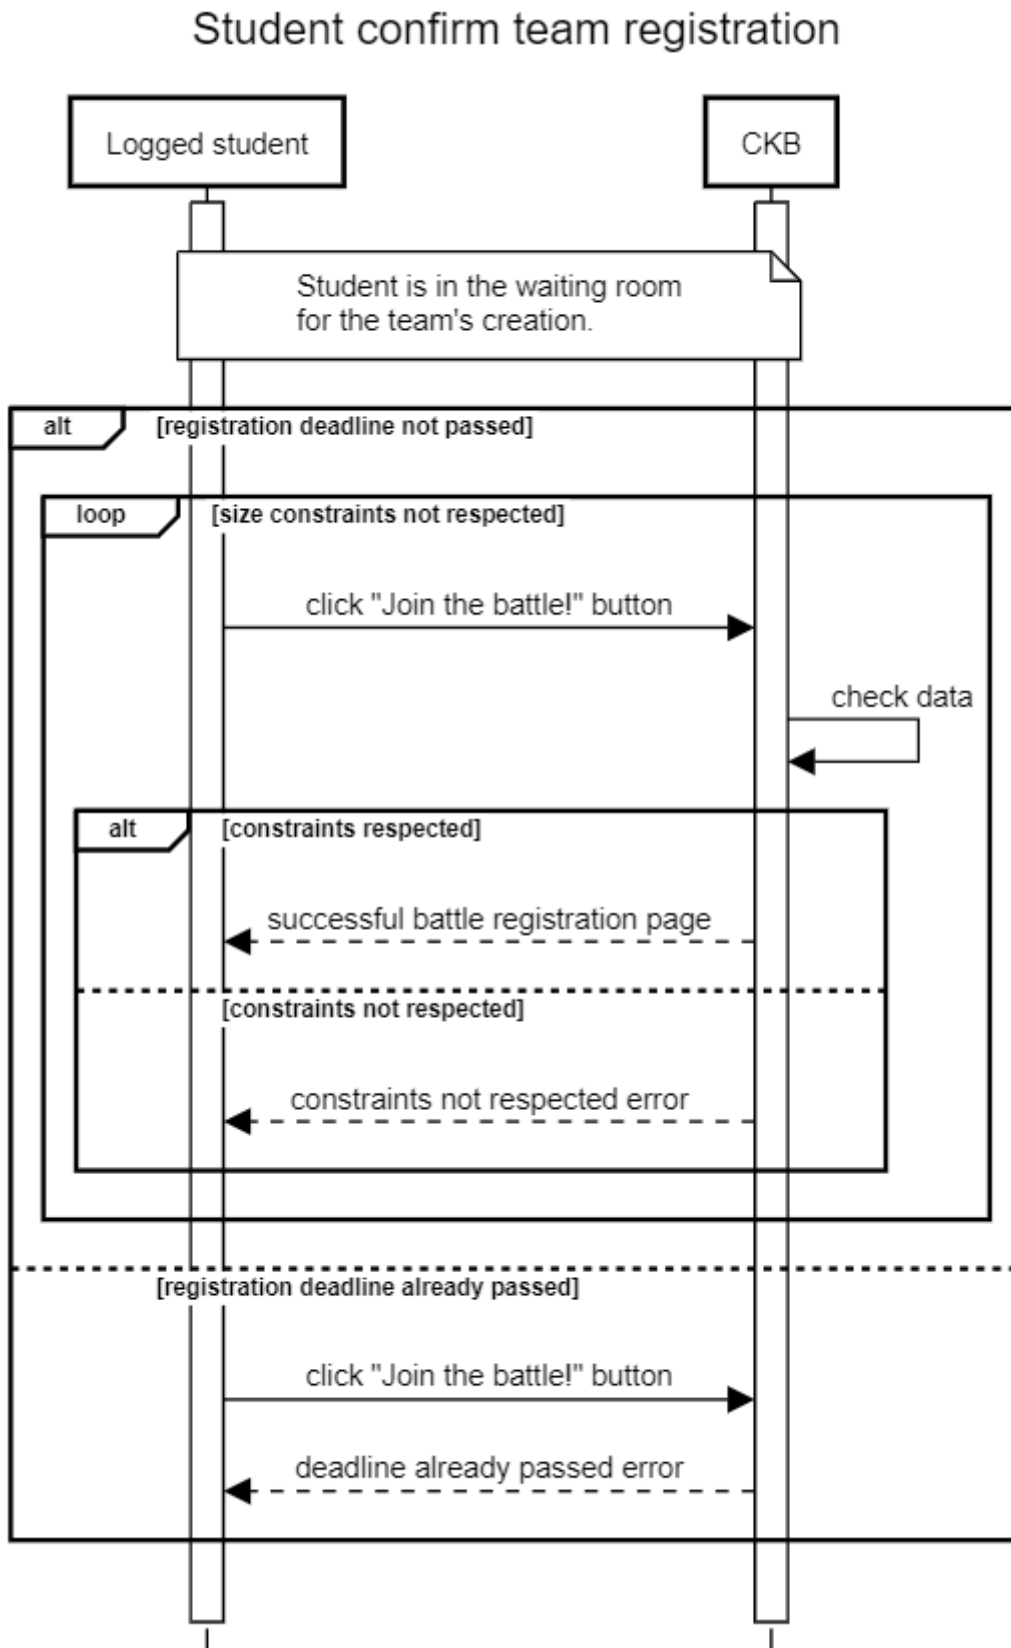 Student confirm team registration
Logged student
CKB
Student is in the waiting room
for the team's creation.
alt
[registration deadline not passed]
loop
[size constraints not respected]
click "Join the battle!" button
check data
alt
[constraints respected]
successful battle registration page
[constraints not respected]
constraints not respected error
[registration deadline already passed]
click "Join the battle!" button
deadline already passed error